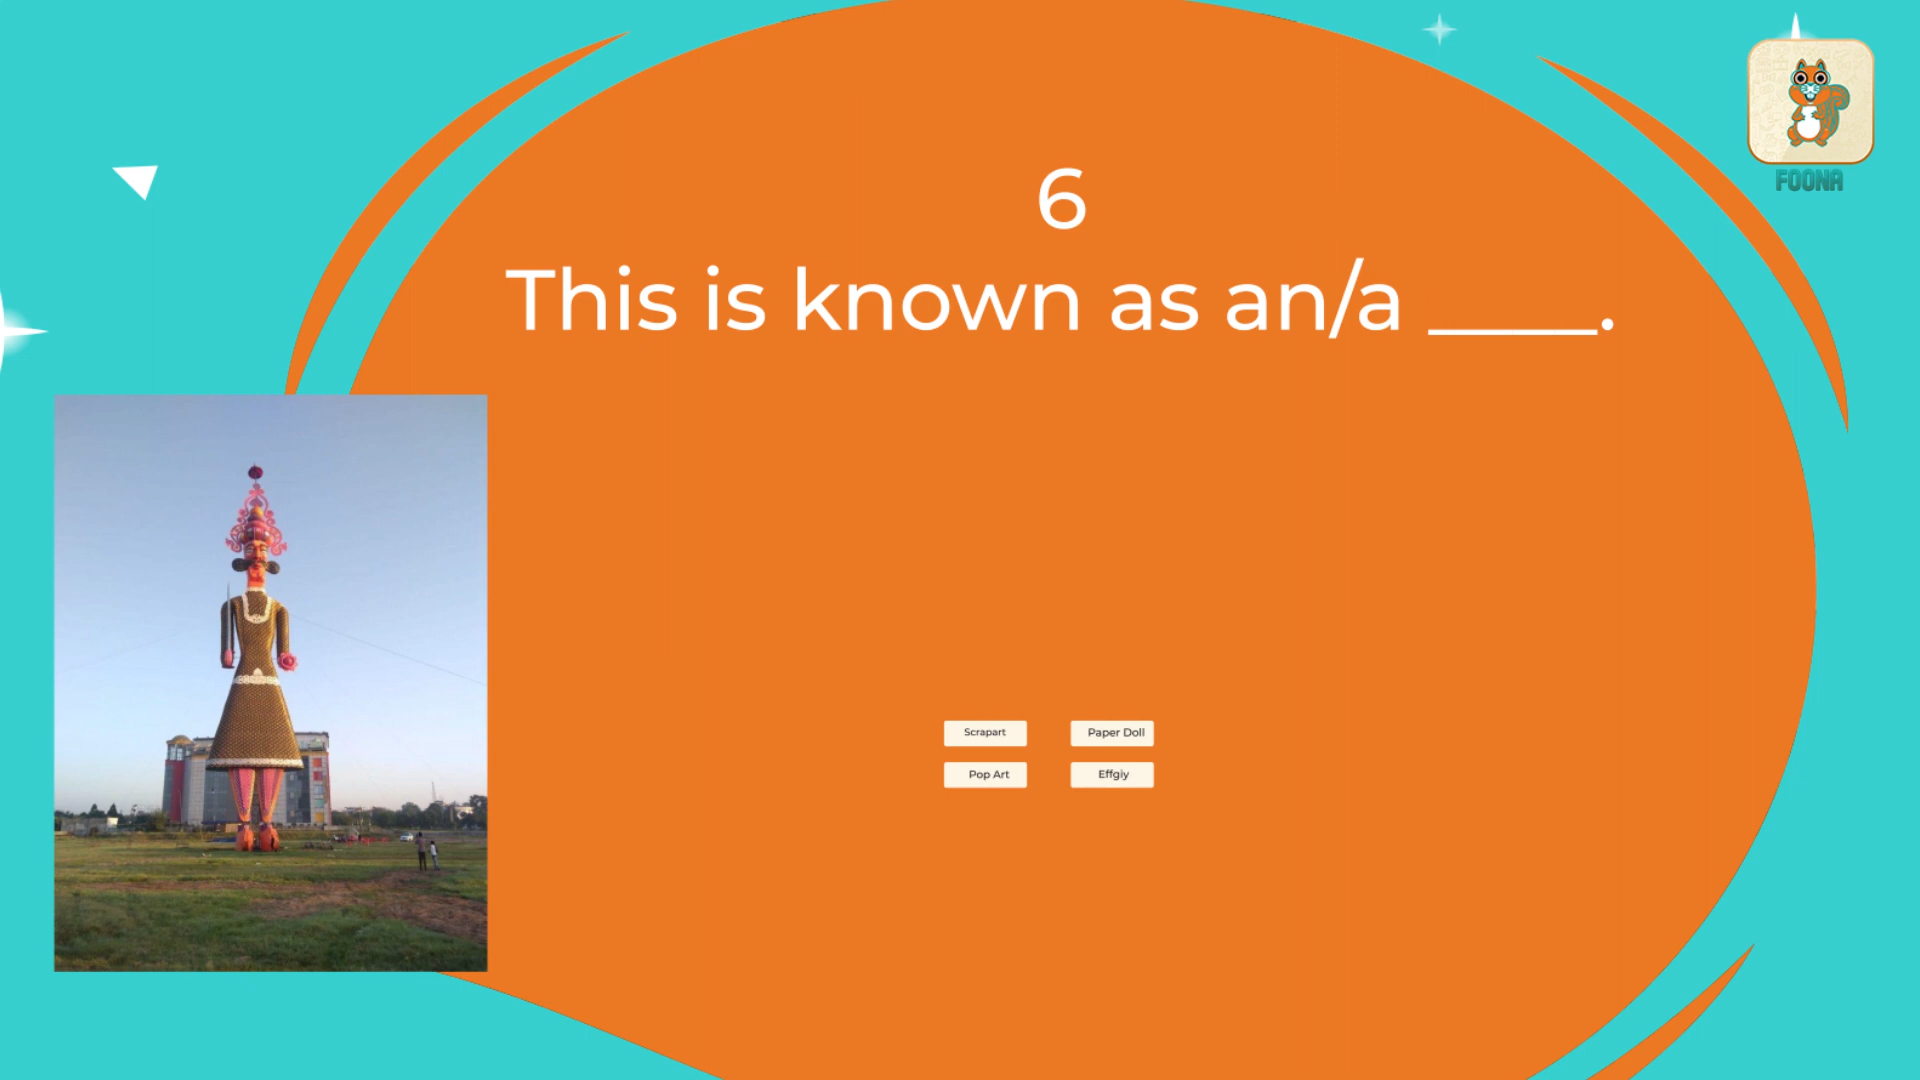 FOONA
6
This is known as an/a ____.
Scrapart
Paper Doll
Pop Art
Effgiy